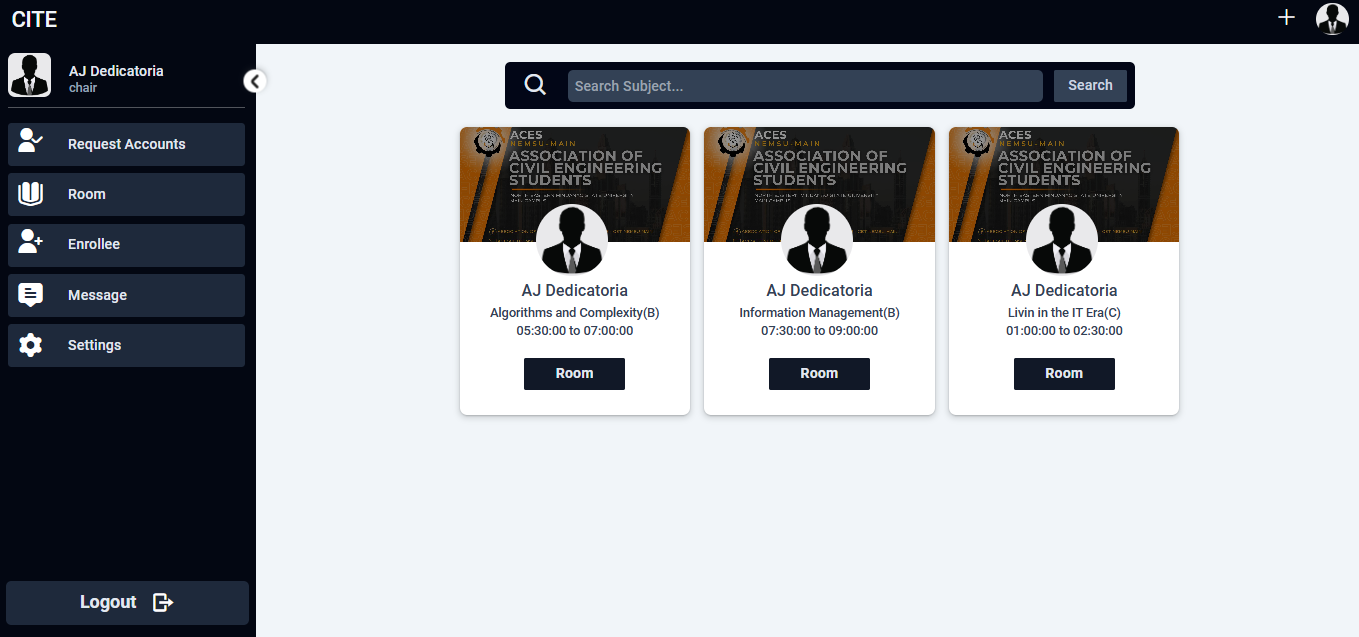 CITE
AJ Dedicatoria
chair
Request Accounts
Room
Enrollee
Message
Settings
Logout
Search Subject...
Search
ACES
NEMSU-MAIN
ASSOCIATION OF
CIVIL ENGINEERING
STUDENTS
AJ Dedicatoria
Algorithms and Complexity(B)
05:30:00 to 07:00:00
Room
ACES
NEMSU-MAIN
ASSOCIATION OF
CIVIL ENGINEERING
STUDENTS
AJ Dedicatoria
Information Management(B)
07:30:00 to 09:00:00
Room
ACES
NEMSU-MAIN
ASSOCIATION OF
CIVIL ENGINEERING
STUDENTS
AJ Dedicatoria
Livin in the IT Era(C)
01:00:00 to 02:30:00
Room